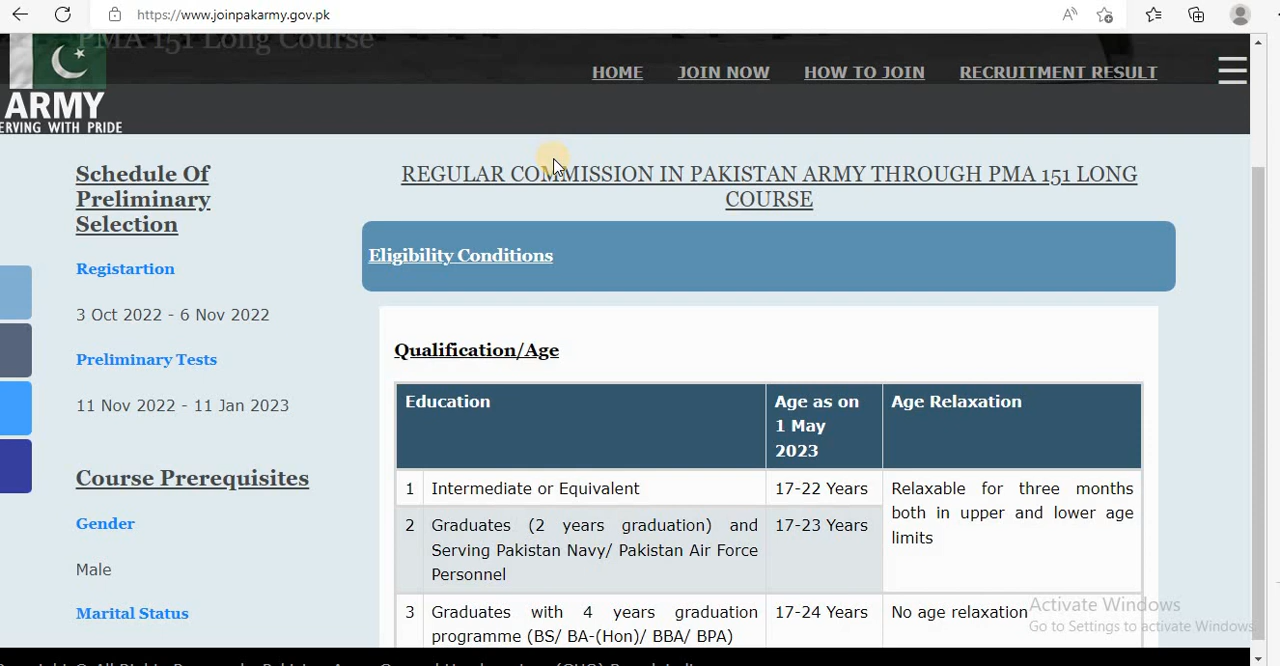 https://www.joinpakarmy.gov.pk
PMA 151 Long Course
ARMY
SERVING WITH PRIDE
HOME
JOIN NOW
HOW TO JOIN
RECRUITMENT RESULT
Schedule Of
Preliminary
Selection
Registartion
3 Oct 2022 - 6 Nov 2022
Preliminary Tests
11 Nov 2022 - 11 Jan 2023
Course Prerequisites
Gender
Male
Marital Status
REGULAR COMMISSION IN PAKISTAN ARMY THROUGH PMA 151 LONG
COURSE
Eligibility Conditions
Qualification/Age
Education
Age as on
1 May
2023
Age Relaxation
1 Intermediate or Equivalent
17-22 Years
Relaxable for three months
both in upper and lower age
limits
2 Graduates (2 years graduation) and
Serving Pakistan Navy/ Pakistan Air Force
Personnel
17-23 Years
3 Graduates with 4 years graduation
programme (BS/ BA-(Hon)/ BBA/ BPA)
17-24 Years
No age relaxation
Activate Windows
Go to Settings to activate Windows.